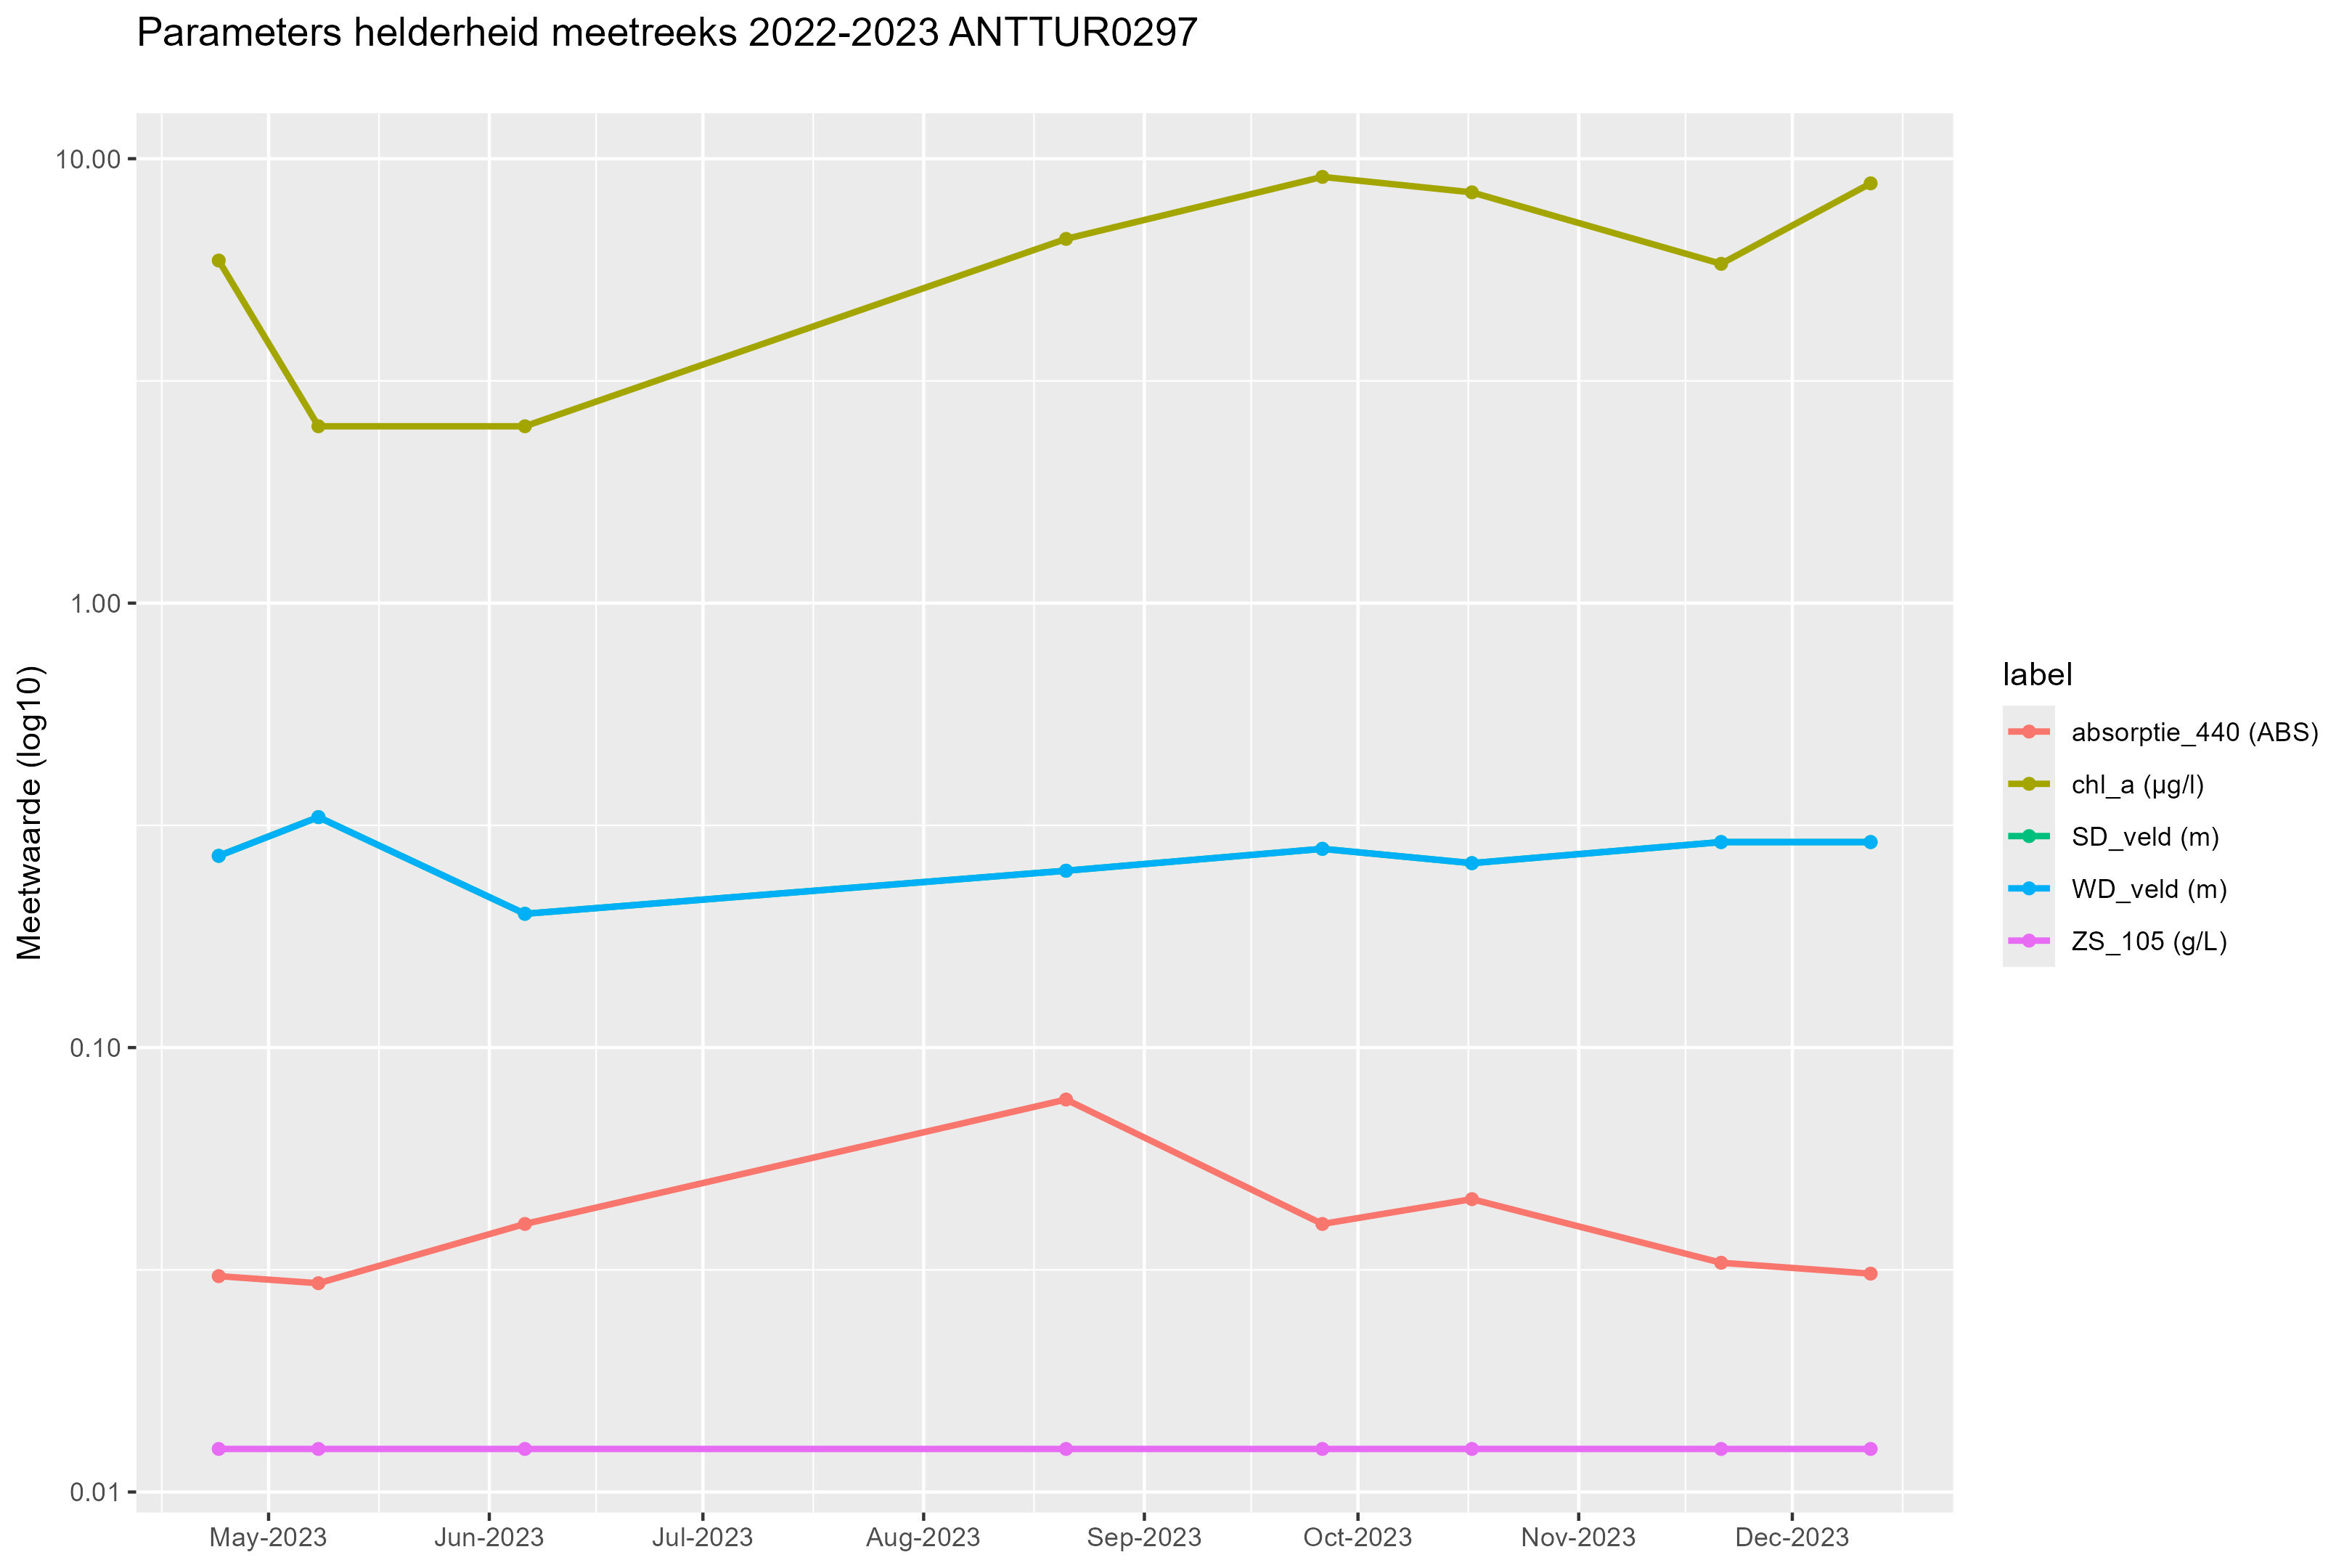 Parameters helderheid meetreeks 2022-2023 ANTTUR0297
10.00
1.00
0.10
0.01
Meetwaarde (log10)
May-2023
Jun-2023
Jul-2023
Aug-2023
Sep-2023
Oct-2023
Nov-2023
Dec-2023
label
absorptie_440 (ABS)
chl_a (µg/l)
SD_veld (m)
WD_veld (m)
ZS_105 (g/L)